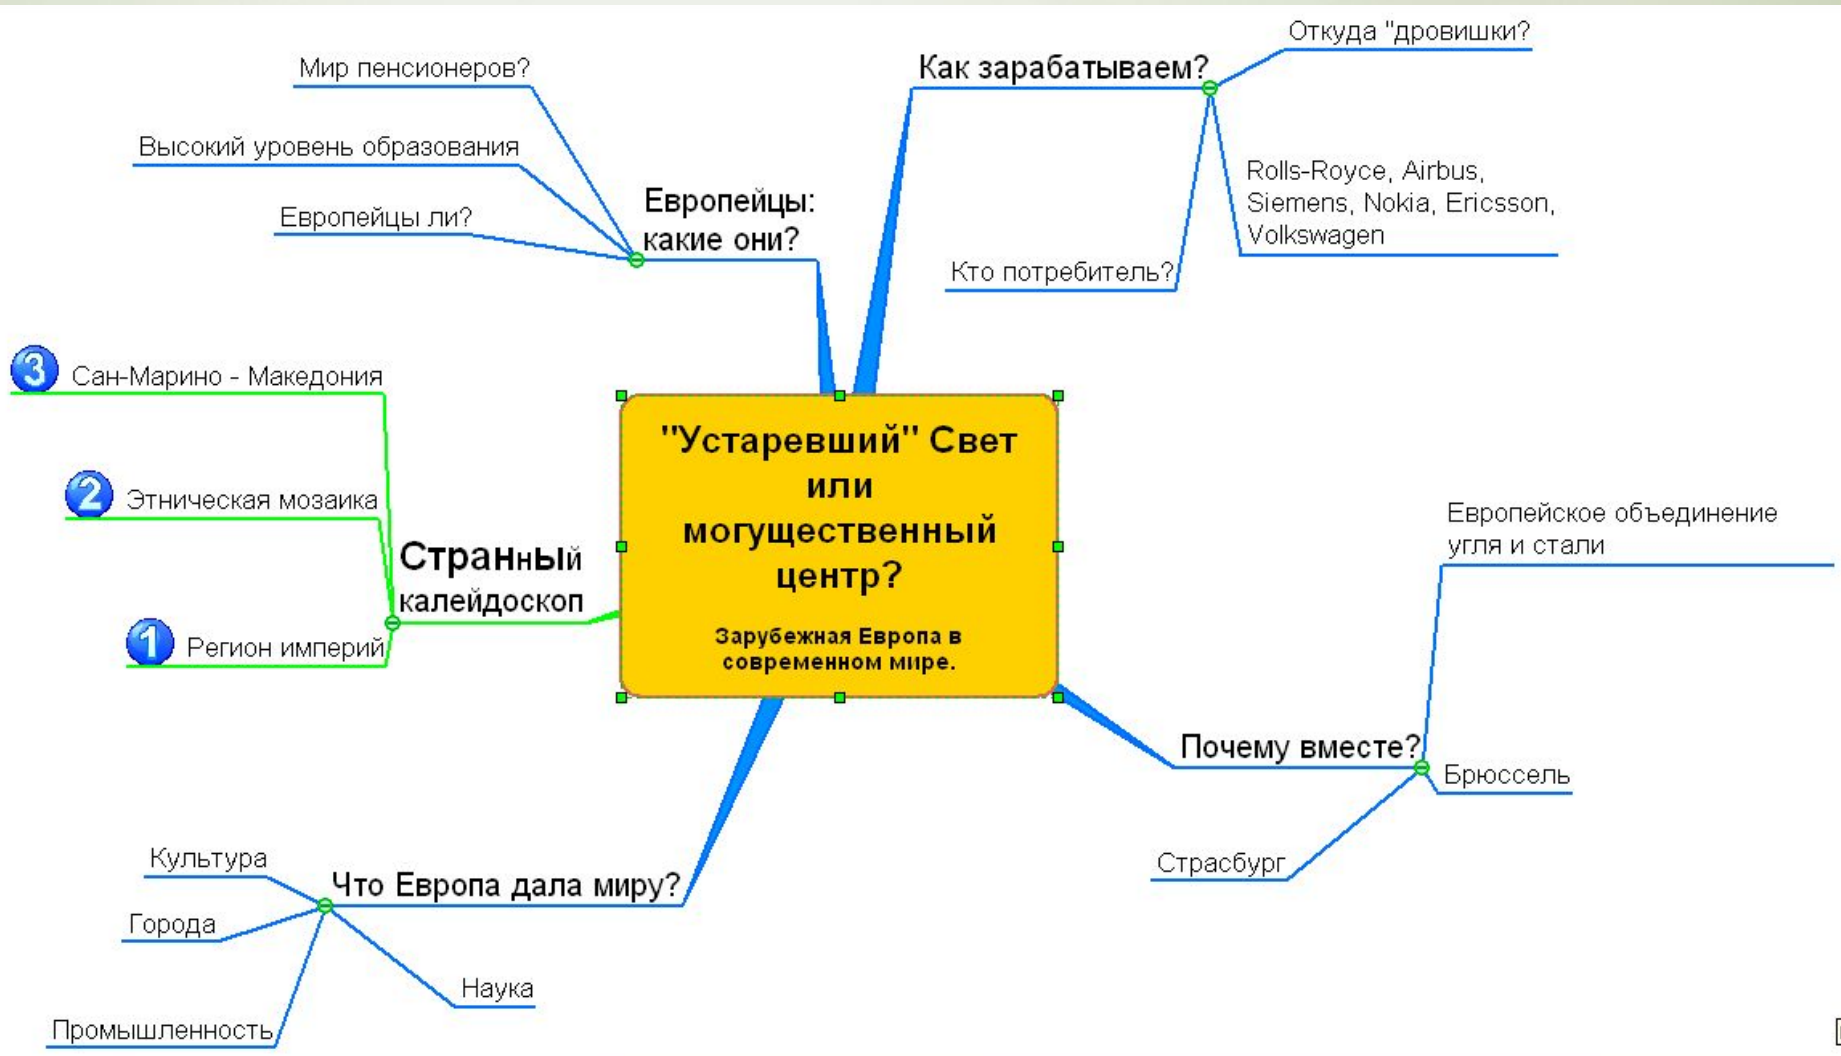 "Устаревший" Свет
или
могущественный
центр?
Зарубежная Европа в
современном мире.
Как зарабатываем?
Откуда "дровишки?
Rolls-Royce, Airbus,
Siemens, Nokia, Ericsson,
Volkswagen
Кто потребитель?
Почему вместе?
Европейское объединение
угля и стали
Брюссель
Страсбург
Что Европа дала миру?
Культура
Города
Промышленность
Наука
Странный
калейдоскоп
1 Регион империй
2 Этническая мозаика
3 Сан-Марино - Македония
Европейцы:
какие они?
Мир пенсионеров?
Высокий уровень образования
Европейцы ли?